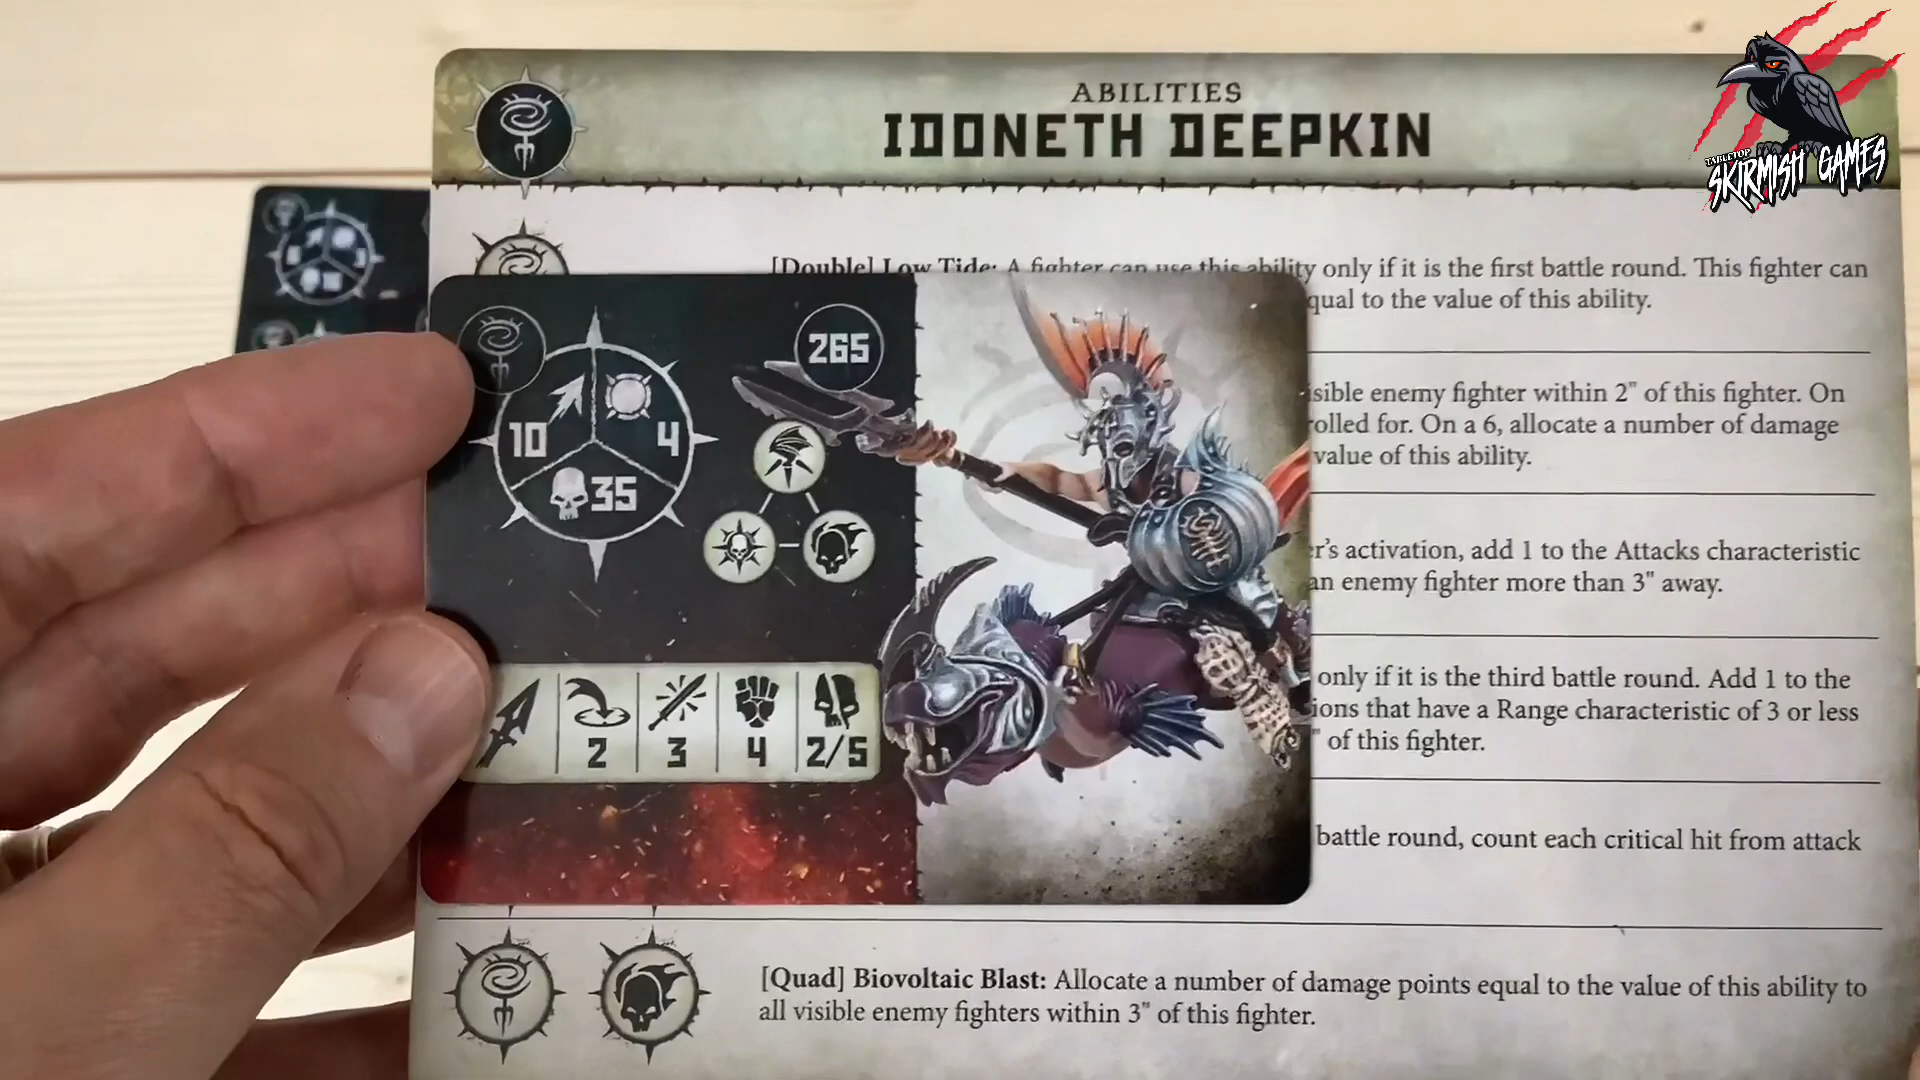 ABILITIES
IDONETH DEEPKIN
TABLETOP
SKIRMISH GAMES
[Double] Low Tide: A fighter can use this ability only if it is the first battle round. This fighter can
qual to the value of this ability.
265
10
4
35
sible enemy fighter within 2" of this fighter. On
olled for. On a 6, allocate a number of damage
value of this ability.
r's activation, add 1 to the Attacks characteristic
an enemy fighter more than 3" away.
only if it is the third battle round. Add 1 to the
ions that have a Range characteristic of 3 or less
" of this fighter.
2 3 4 2/5
battle round, count each critical hit from attack
[Quad] Biovoltaic Blast: Allocate a number of damage points equal to the value of this ability to
all visible enemy fighters within 3" of this fighter.